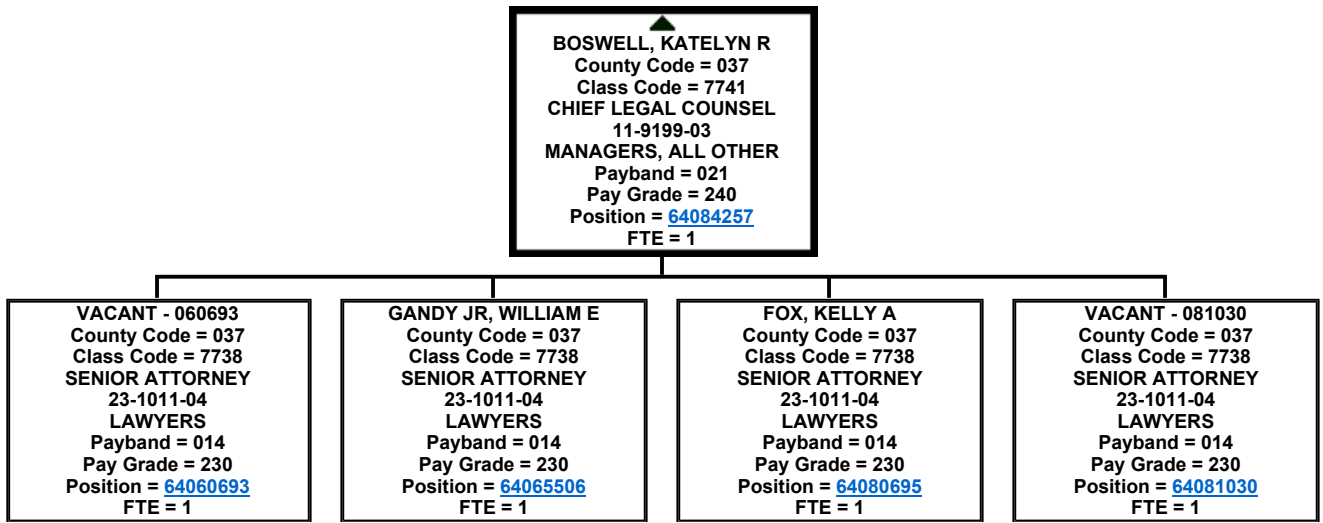 BOSWELL, KATELYN R
County Code = 037
Class Code = 7741
CHIEF LEGAL COUNSEL
11-9199-03
MANAGERS, ALL OTHER
Payband = 021
Pay Grade = 240
Position = 64084257
FTE = 1
VACANT - 060693
County Code = 037
Class Code = 7738
SENIOR ATTORNEY
23-1011-04
LAWYERS
Payband = 014
Pay Grade = 230
Position = 64060693
FTE = 1
GANDY JR, WILLIAM E
County Code = 037
Class Code = 7738
SENIOR ATTORNEY
23-1011-04
LAWYERS
Payband = 014
Pay Grade = 230
Position = 64065506
FTE = 1
FOX, KELLY A
County Code = 037
Class Code = 7738
SENIOR ATTORNEY
23-1011-04
LAWYERS
Payband = 014
Pay Grade = 230
Position = 64080695
FTE = 1
VACANT - 081030
County Code = 037
Class Code = 7738
SENIOR ATTORNEY
23-1011-04
LAWYERS
Payband = 014
Pay Grade = 230
Position = 64081030
FTE = 1